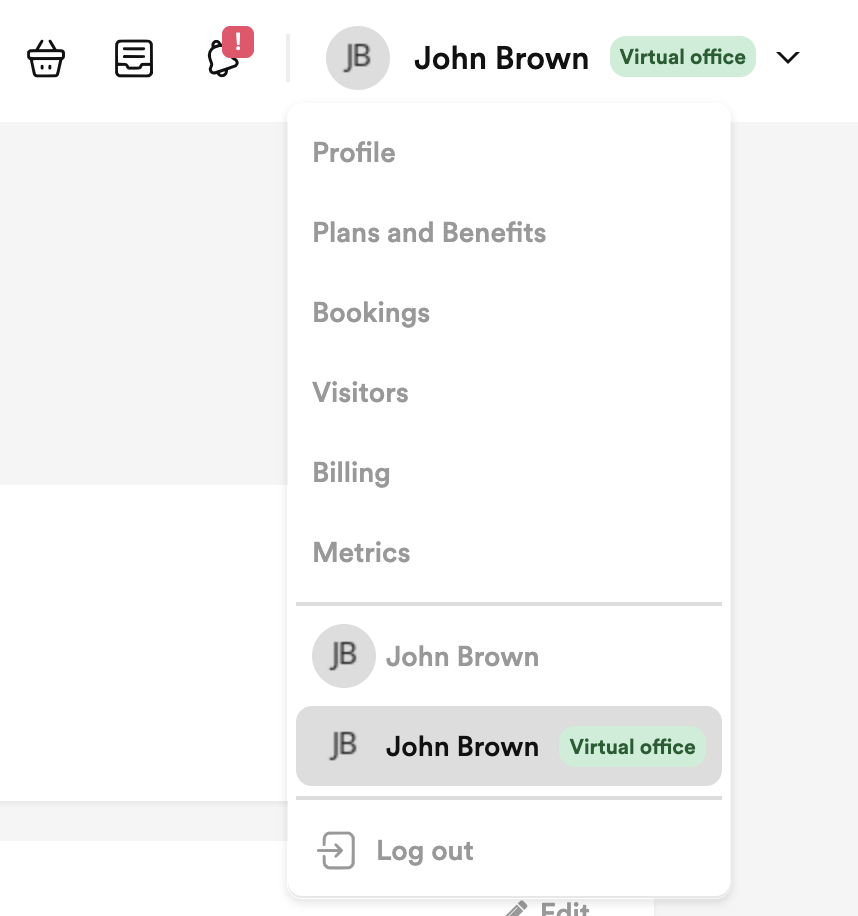 !
JB
John Brown
Virtual office
Profile
Plans and Benefits
Bookings
Visitors
Billing
Metrics
JB
John Brown
JB
John Brown
Virtual office
Log out
Edit